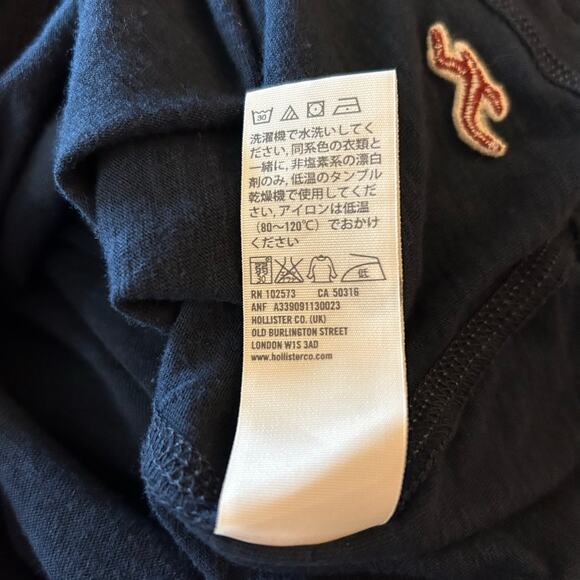 30
洗濯機で水洗いしてく
ださい, 同系色の衣類と
一緒に, 非塩素系の漂白
剤のみ, 低温のタンブル
乾燥機で使用してくださ
い, アイロンは低温
（80～120℃）でおかけ
ください
30 低
RN 102573 CA 50316
ANF A339091130023
HOLLISTER CO. (UK)
OLD BURLINGTON STREET
LONDON W1S 3AD
www.hollisterco.com